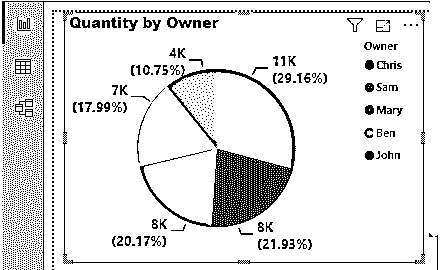 Quantity by Owner
Owner
Chris
Sam
Mary
Ben
John
11K
(29.16%)
8K
(21.93%)
8K
(20.17%)
7K
(17.99%)
4K
(10.75%)